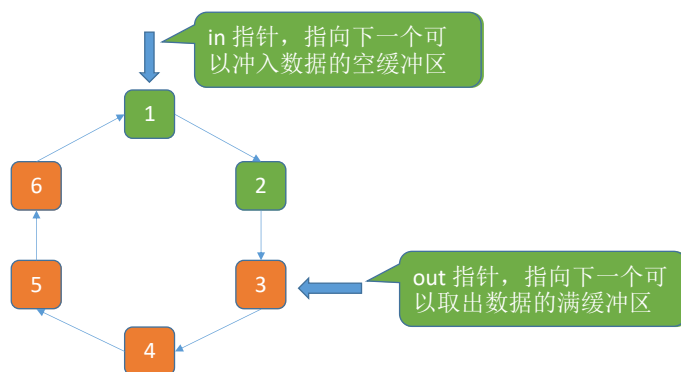 in 指针，指向下一个可
以冲入数据的空缓冲区
1
6
2
5
3
out 指针，指向下一个可
以取出数据的满缓冲区
4